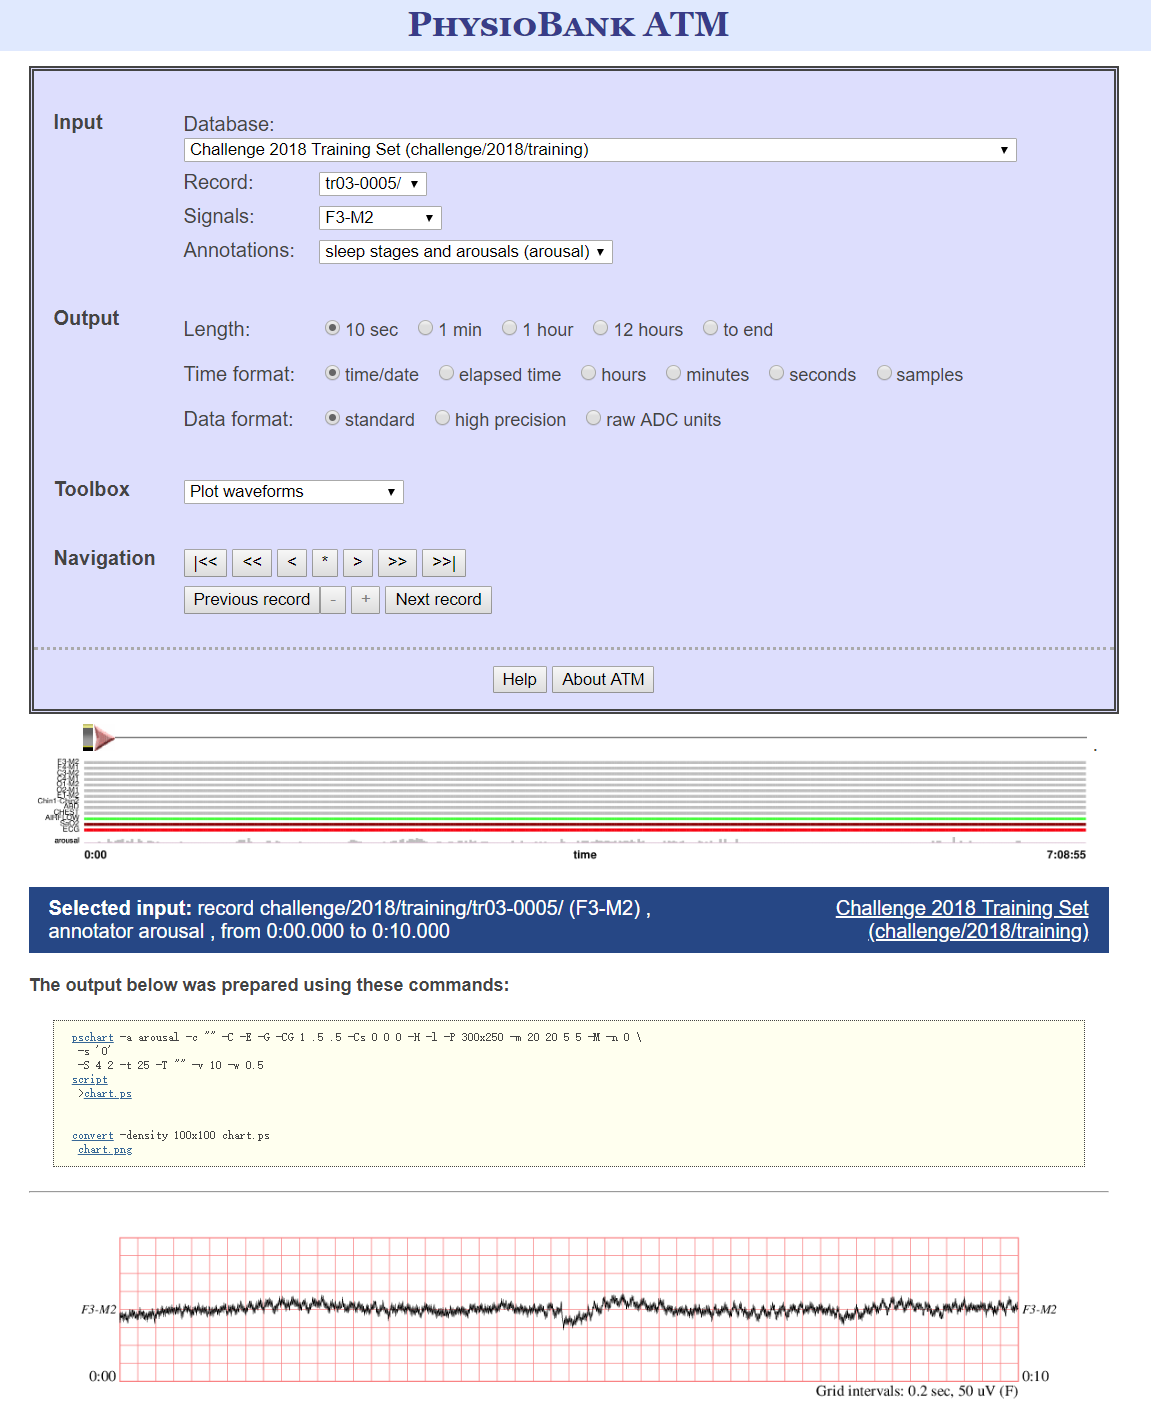 PhysioBank ATM
Input
Database:
Challenge 2018 Training Set (challenge/2018/training)
Record: tr03-0005/
Signals: F3-M2
Annotations: sleep stages and arousals (arousal)
Output
Length: 10 sec 1 min 1 hour 12 hours to end
Time format: time/date elapsed time hours minutes seconds samples
Data format: standard high precision raw ADC units
Toolbox Plot waveforms
Navigation |<< << < * > >> >>|
Previous record - + Next record
Help About ATM
F3-M2
F4-M1
C3-M2
C4-M1
O1-M2
O2-M1
E1-M2
Chin1-Chin2
ABD
CHEST
AIRFLOW
SaO2
ECG
arousal
0:00 time 7:08:55
Selected input: record challenge/2018/training/tr03-0005/ (F3-M2) ,
annotator arousal , from 0:00.000 to 0:10.000
Challenge 2018 Training Set
(challenge/2018/training)
The output below was prepared using these commands:
pschart -a arousal -c "" -C -E -G -CG 1 .5 .5 -Cs 0 0 0 -H -l -P 300x250 -m 20 20 5 5 -M -n 0 \
-s '0'
-S 4 2 -t 25 -T "" -v 10 -w 0.5
script
>chart.ps
convert -density 100x100 chart.ps
chart.png
F3-M2 F3-M2
0:00 0:10
Grid intervals: 0.2 sec, 50 uV (F)